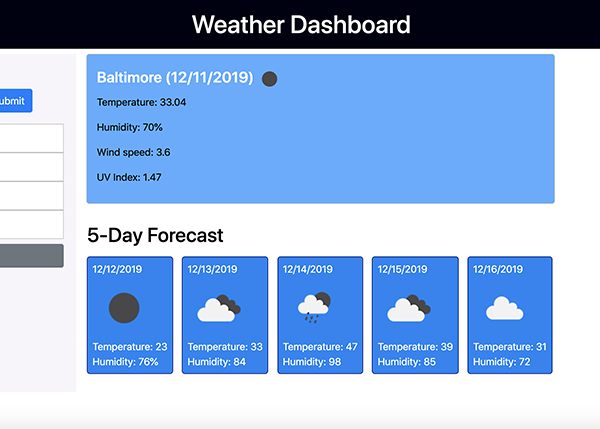 Weather Dashboard
ubmit
Baltimore (12/11/2019)
Temperature: 33.04
Humidity: 70%
Wind speed: 3.6
UV Index: 1.47
5-Day Forecast
12/12/2019
Temperature: 23
Humidity: 76%
12/13/2019
Temperature: 33
Humidity: 84
12/14/2019
Temperature: 47
Humidity: 98
12/15/2019
Temperature: 39
Humidity: 85
12/16/2019
Temperature: 31
Humidity: 72